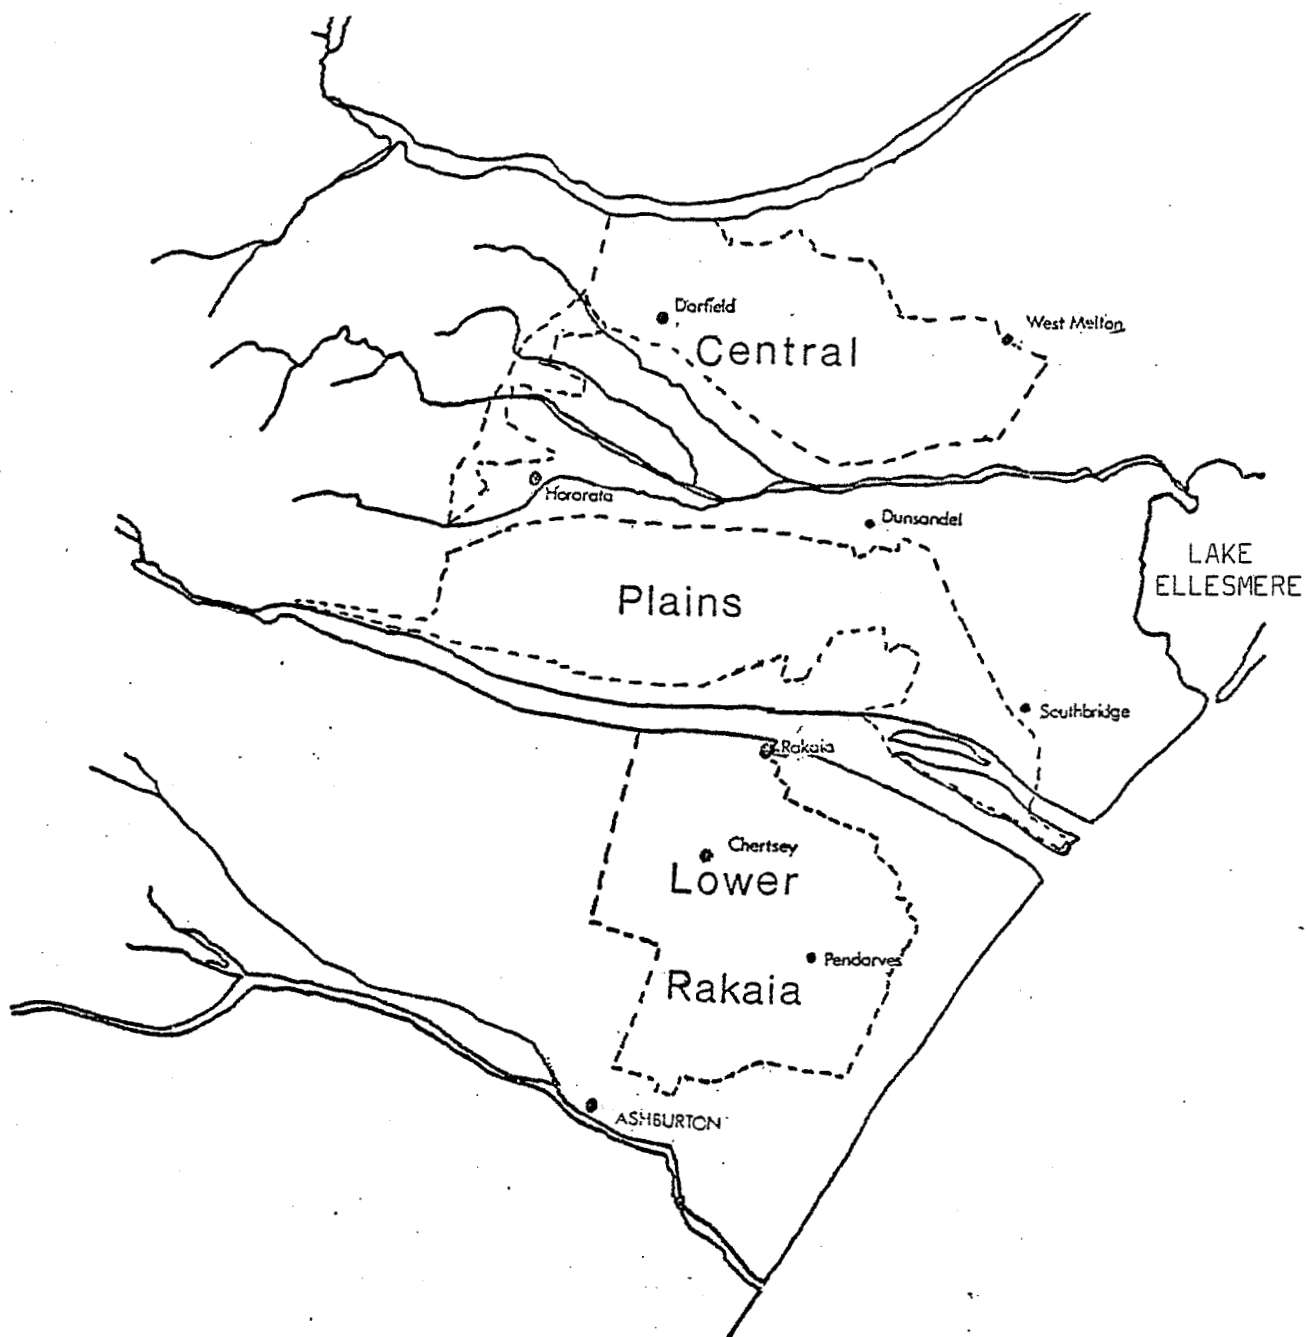 Darfield
West Melton
Central
Hororata
Dunsandel
LAKE
ELLESMERE
Plains
Southbridge
Rakaia
Chertsey
Lower
Pendarves
Rakaia
ASHBURTON